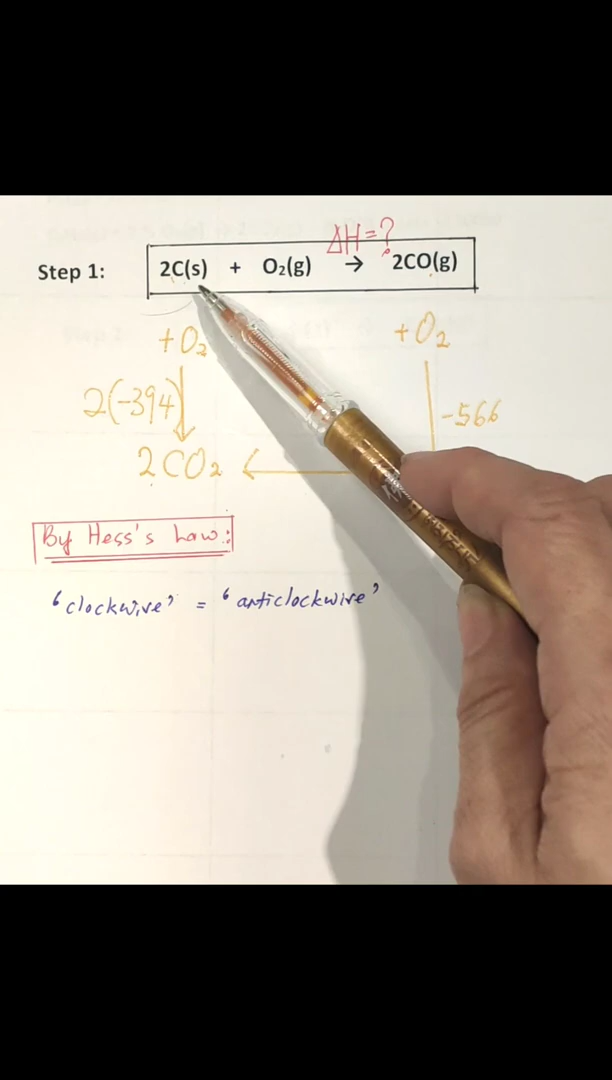 ΔH=?
Step 1: 2C(s) + O₂(g) → 2CO(g)
+O₂ +O₂
2(-394) -566
2CO₂ ←
By Hess's Law:
'clockwise' = 'anticlockwise'